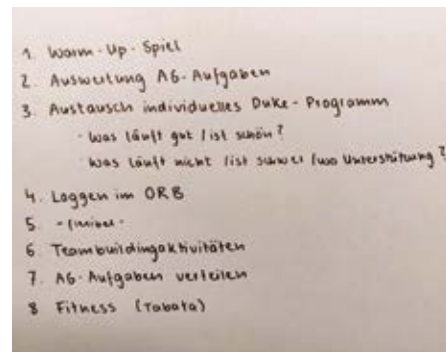 1. Warm-Up-Spiel
2. Auswertung AG-Aufgaben
3. Austausch individuelles Duke-Programm
- Was läuft gut / ist schön?
- Was läuft nicht / ist schwer / wo Unterstützung?
4. Loggen im ORB
5.
6. Teambuildingaktivitäten
7. AG-Aufgaben verteilen
8 Fitness (Tabata)